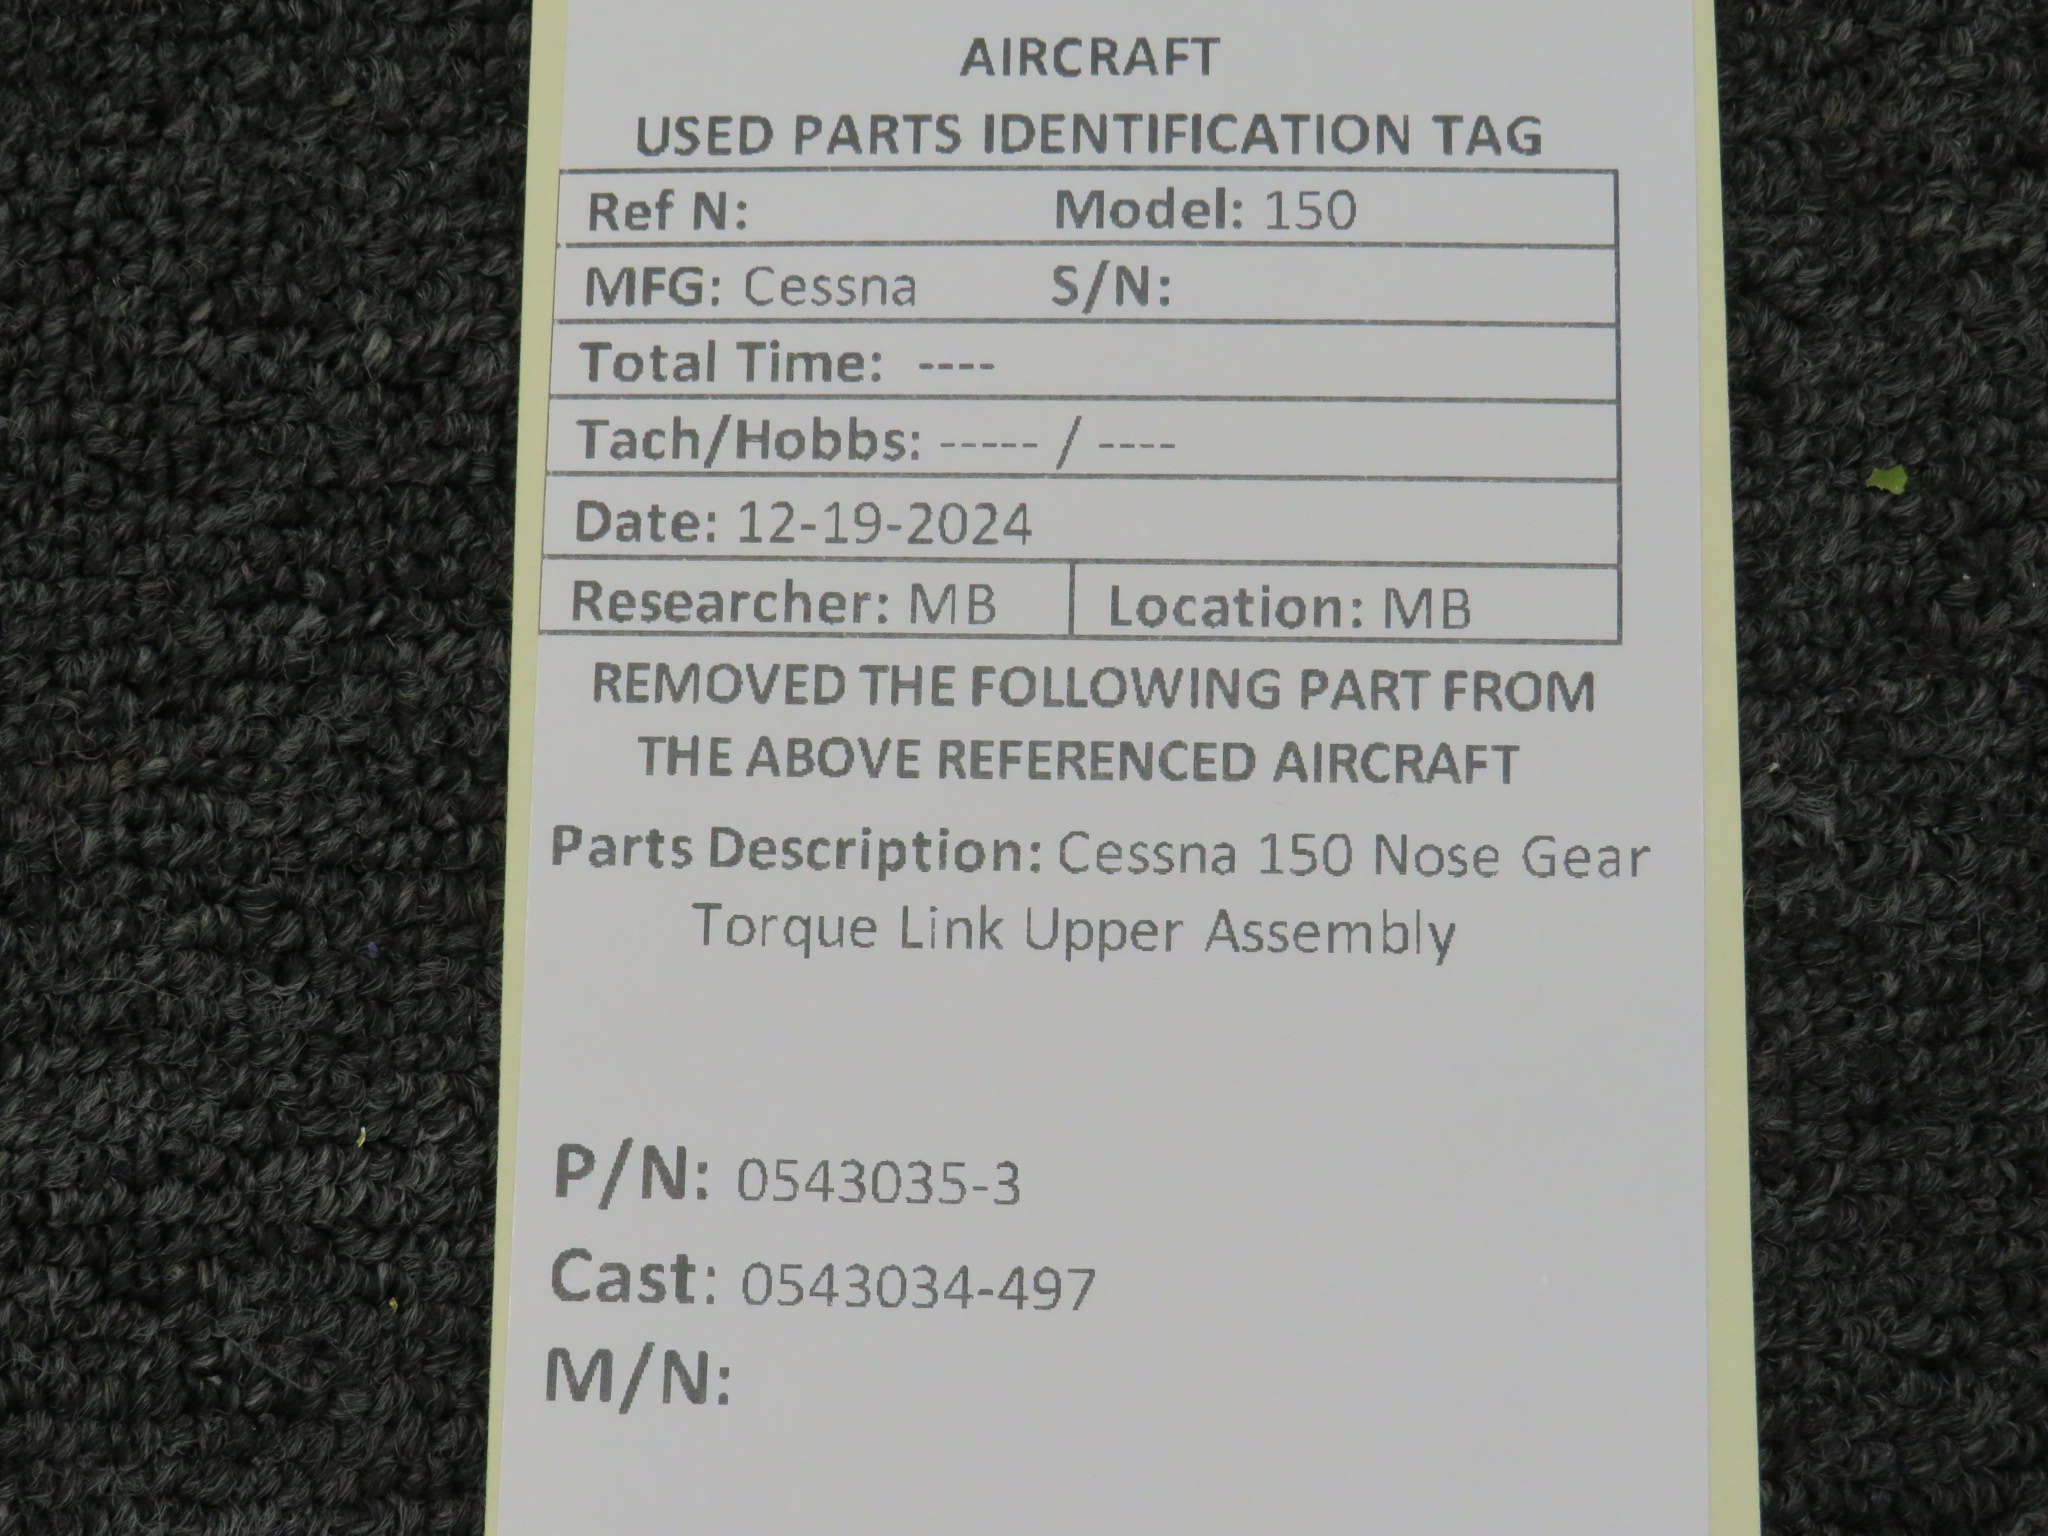 AIRCRAFT
USED PARTS IDENTIFICATION TAG
Ref N: Model: 150
MFG: Cessna S/N:
Total Time: ----
Tach/Hobbs: ----- / ----
Date: 12-19-2024
Researcher: MB Location: MB
REMOVED THE FOLLOWING PART FROM
THE ABOVE REFERENCED AIRCRAFT
Parts Description: Cessna 150 Nose Gear
Torque Link Upper Assembly
P/N: 0543035-3
Cast: 0543034-497
M/N: